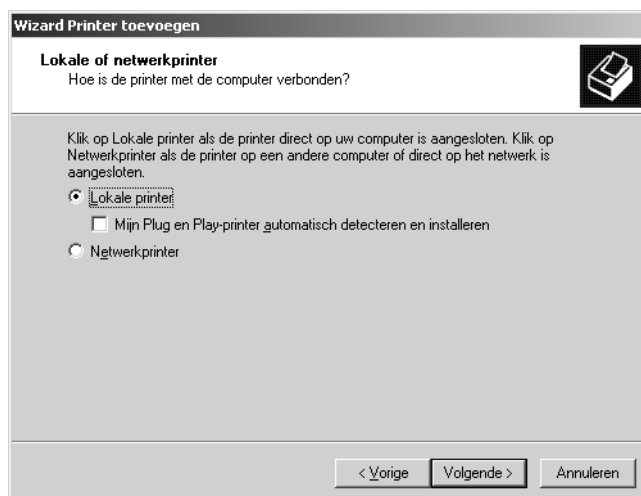 Wizard Printer toevoegen
Lokale of netwerkprinter
Hoe is de printer met de computer verbonden?
Klik op Lokale printer als de printer direct op uw computer is aangesloten. Klik op
Netwerkprinter als de printer op een andere computer of direct op het netwerk is
aangesloten.
Lokale printer
Mijn Plug en Play-printer automatisch detecteren en installeren
Netwerkprinter
< Vorige Volgende > Annuleren